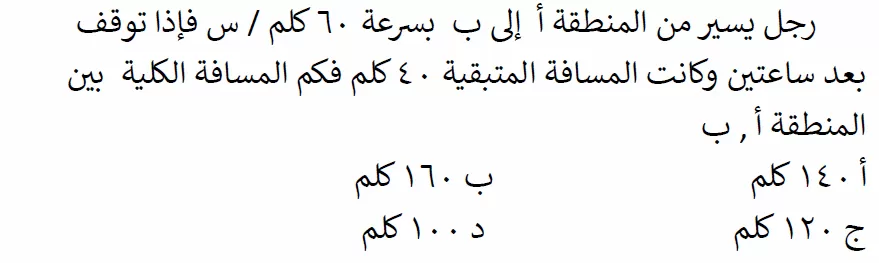 رجل يسير من المنطقة أ إلى ب بسرعة ٦٠ كلم / س فإذا توقف
بعد ساعتين وكانت المسافة المتبقية ٤٠ كلم فكم المسافة الكلية بين
المنطقة أ , ب
أ ١٤٠ كلم ب ١٦٠ كلم
ج ١٢٠ كلم د ١٠٠ كلم